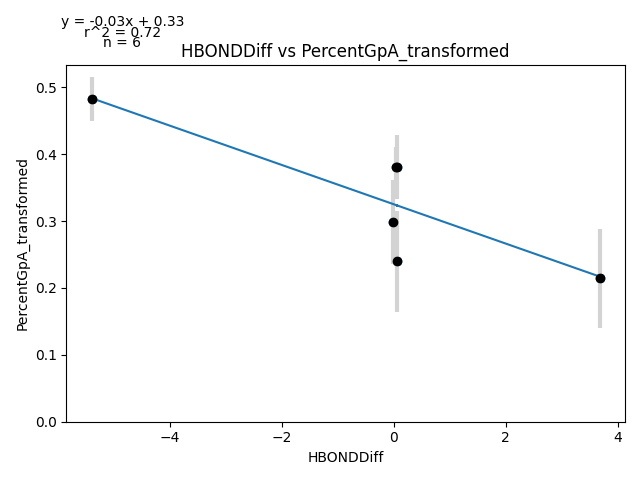 y = -0.03x + 0.33
r^2 = 0.72
n = 6
HBONDDiff vs PercentGpA_transformed
PercentGpA_transformed
0.5
0.4
0.3
0.2
0.1
0.0
−4
−2
0
2
4
HBONDDiff